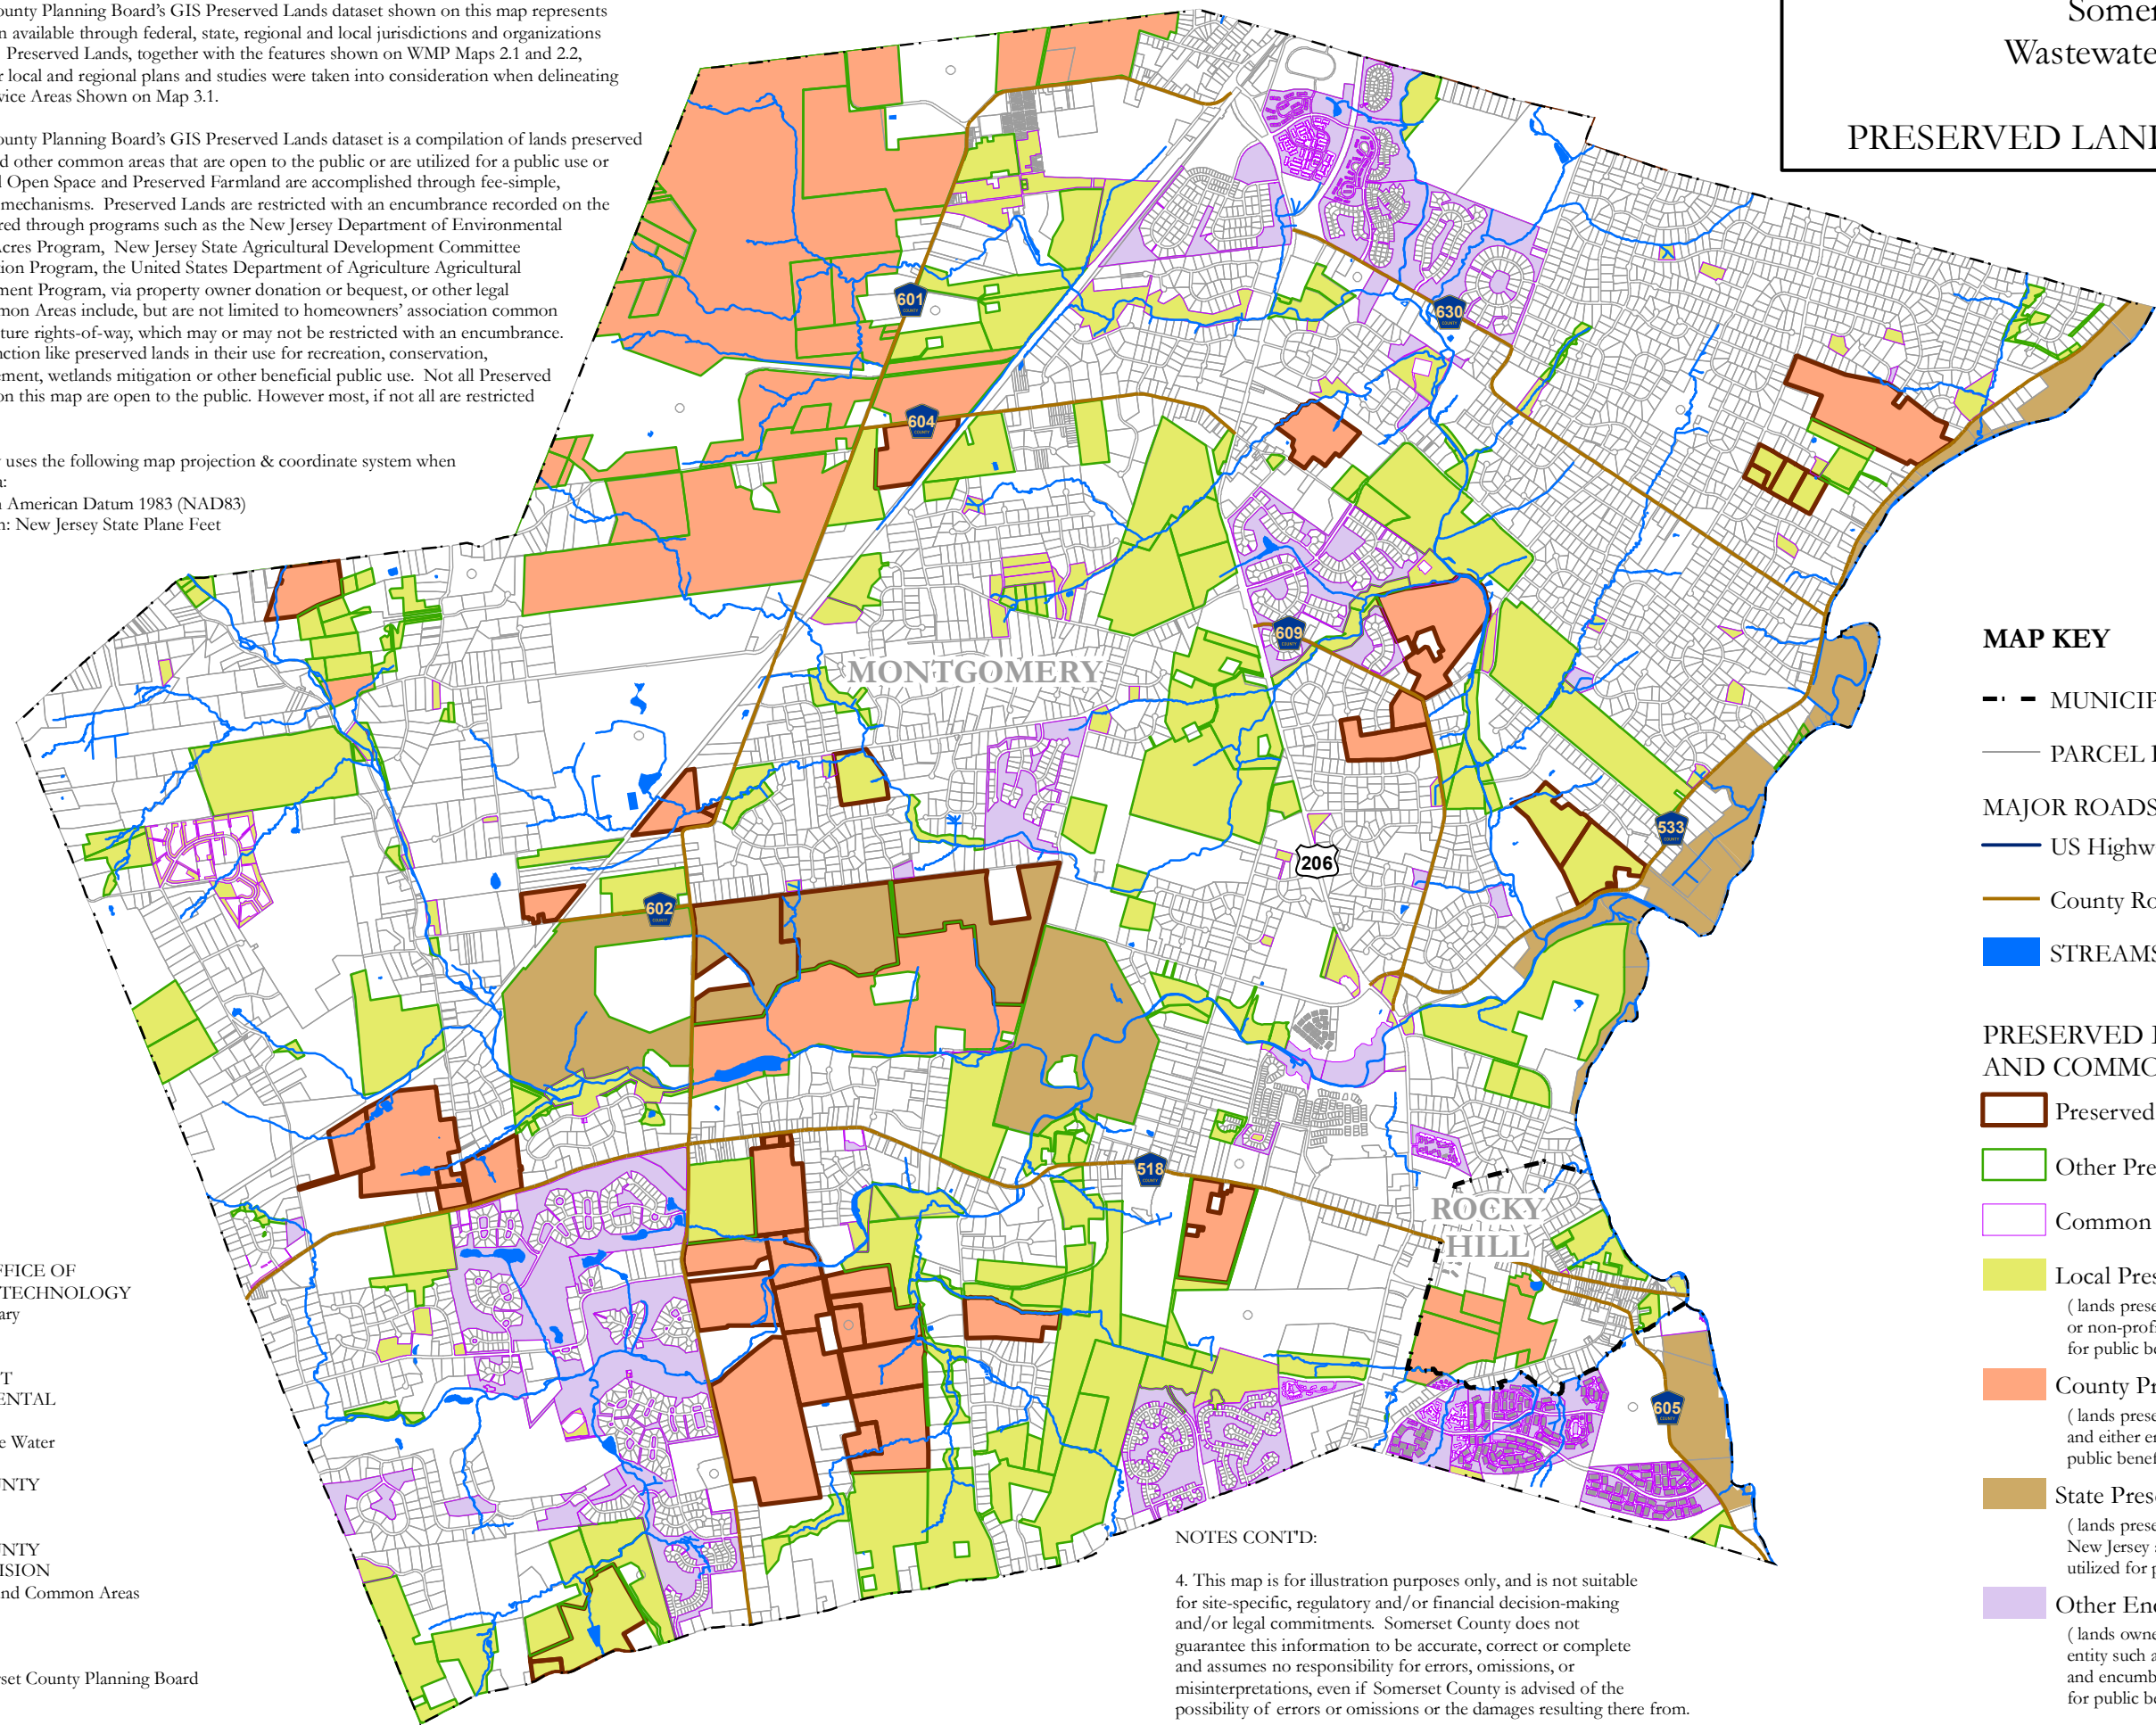 ounty Planning Board's GIS Preserved Lands dataset shown on this map represents
n available through federal, state, regional and local jurisdictions and organizations
Preserved Lands, together with the features shown on WMP Maps 2.1 and 2.2,
r local and regional plans and studies were taken into consideration when delineating
vice Areas Shown on Map 3.1.
ounty Planning Board's GIS Preserved Lands dataset is a compilation of lands preserved
d other common areas that are open to the public or are utilized for a public use or
l Open Space and Preserved Farmland are accomplished through fee-simple,
mechanisms. Preserved Lands are restricted with an encumbrance recorded on the
red through programs such as the New Jersey Department of Environmental
Acres Program, New Jersey State Agricultural Development Committee
tion Program, the United States Department of Agriculture Agricultural
ment Program, via property owner donation or bequest, or other legal
mmon Areas include, but are not limited to homeowners' association common
ture rights-of-way, which may or may not be restricted with an encumbrance.
nction like preserved lands in their use for recreation, conservation,
ement, wetlands mitigation or other beneficial public use. Not all Preserved
on this map are open to the public. However most, if not all are restricted
y uses the following map projection & coordinate system when
a:
h American Datum 1983 (NAD83)
n: New Jersey State Plane Feet
Somer
Wastewate
PRESERVED LAND
601
COUNTY
630
COUNTY
604
COUNTY
609
COUNTY
MONTGOMERY
533
COUNTY
206
602
COUNTY
518
COUNTY
ROCKY
HILL
605
COUNTY
MAP KEY
MUNICIP
PARCEL
MAJOR ROADS
US Highw
County Ro
STREAMS
PRESERVED
AND COMMO
Preserved
Other Pre
Common
Local Pres
( lands prese
or non-prof
for public be
County Pr
( lands prese
and either en
public benef
State Prese
( lands prese
New Jersey
utilized for p
Other Enc
( lands owne
entity such a
and encumb
for public be
FFICE OF
TECHNOLOGY
ary
T
ENTAL
e Water
UNTY
UNTY
ISION
nd Common Areas
rset County Planning Board
NOTES CONT'D:
4. This map is for illustration purposes only, and is not suitable
for site-specific, regulatory and/or financial decision-making
and/or legal commitments. Somerset County does not
guarantee this information to be accurate, correct or complete
and assumes no responsibility for errors, omissions, or
misinterpretations, even if Somerset County is advised of the
possibility of errors or omissions or the damages resulting there from.